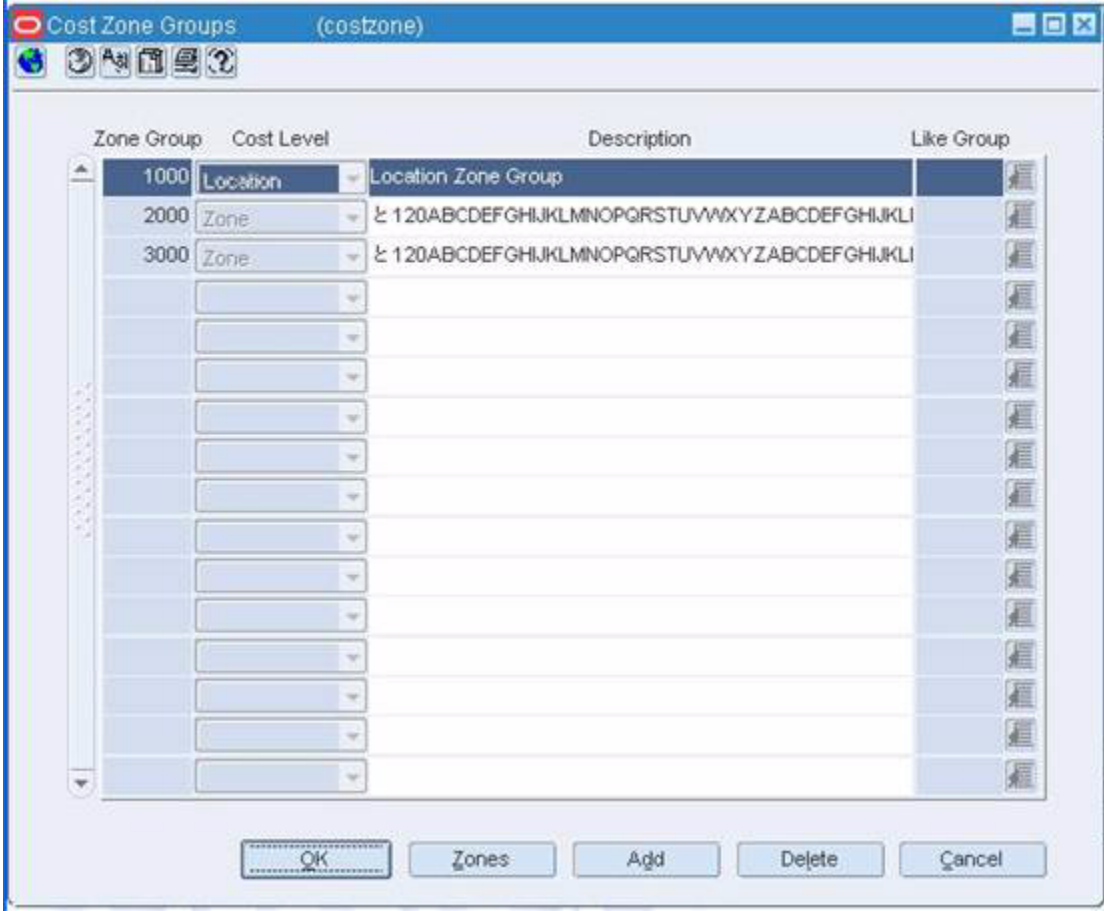 Cost Zone Groups (costzone)
Zone Group Cost Level Description Like Group
1000 Location Location Zone Group
2000 Zone と120ABCDEFGHIJKLMNOPQRSTUVWXYZABCDEFGHIJKL
3000 Zone と120ABCDEFGHIJKLMNOPQRSTUVWXYZABCDEFGHIJKL
OK Zones Add Delete Cancel